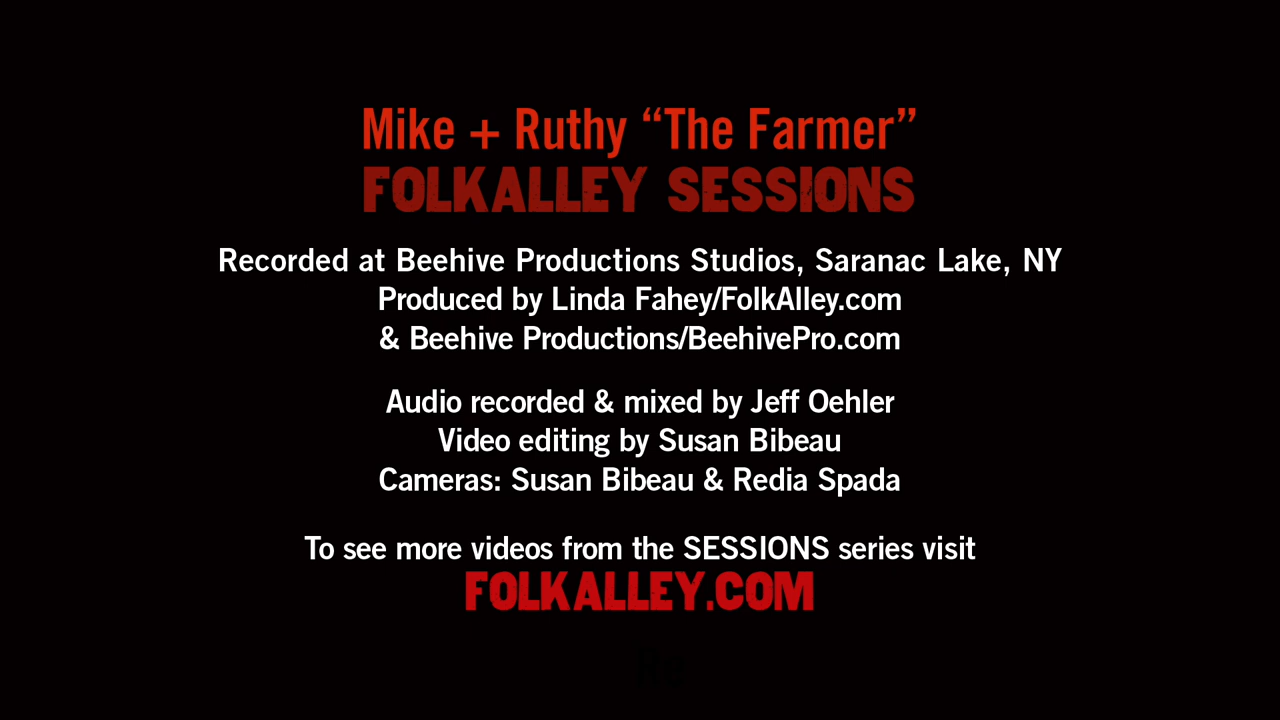 Mike + Ruthy “The Farmer”
FOLKALLEY SESSIONS
Recorded at Beehive Productions Studios, Saranac Lake, NY
Produced by Linda Fahey/FolkAlley.com
& Beehive Productions/BeehivePro.com
Audio recorded & mixed by Jeff Oehler
Video editing by Susan Bibeau
Cameras: Susan Bibeau & Redia Spada
To see more videos from the SESSIONS series visit
FOLKALLEY.COM